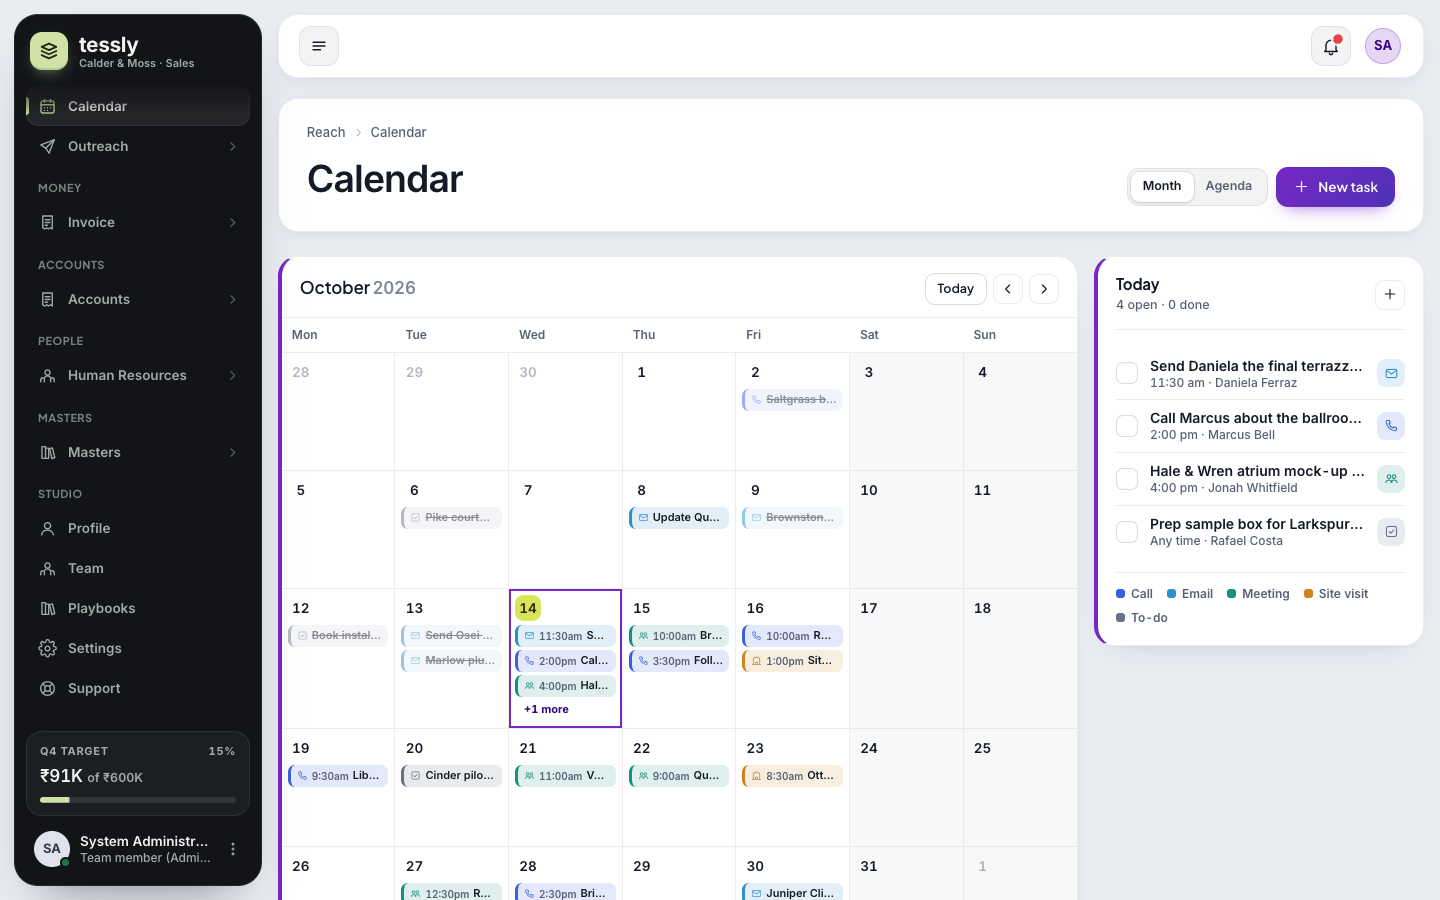 tessly
Calder & Moss · Sales
Calendar
Outreach
MONEY
Invoice
ACCOUNTS
Accounts
PEOPLE
Human Resources
MASTERS
Masters
STUDIO
Profile
Team
Playbooks
Settings
Support
Q4 TARGET 15%
₹91K of ₹600K
SA
System Administr...
Team member (Admi...
SA
Reach > Calendar
Calendar
Month Agenda
+ New task
October 2026
Today
Mon Tue Wed Thu Fri Sat Sun
28 29 30 1 2 3 4
Saltgrass b...
5 6 7 8 9 10 11
Pike court... Update Qu... Brownston...
12 13 14 15 16 17 18
Book instal... Send Osei ... 11:30am S... 10:00am Br... 10:00am R...
Marlow plu... 2:00pm Cal... 3:30pm Foll... 1:00pm Sit...
4:00pm Hal...
+1 more
19 20 21 22 23 24 25
9:30am Lib... Cinder pilo... 11:00am V... 9:00am Qu... 8:30am Ott...
26 27 28 29 30 31 1
12:30pm R... 2:30pm Bri... Juniper Cli...
Today
4 open · 0 done
Send Daniela the final terrazz...
11:30 am · Daniela Ferraz
Call Marcus about the ballroo...
2:00 pm · Marcus Bell
Hale & Wren atrium mock-up ...
4:00 pm · Jonah Whitfield
Prep sample box for Larkspur...
Any time · Rafael Costa
Call Email Meeting Site visit
To-do